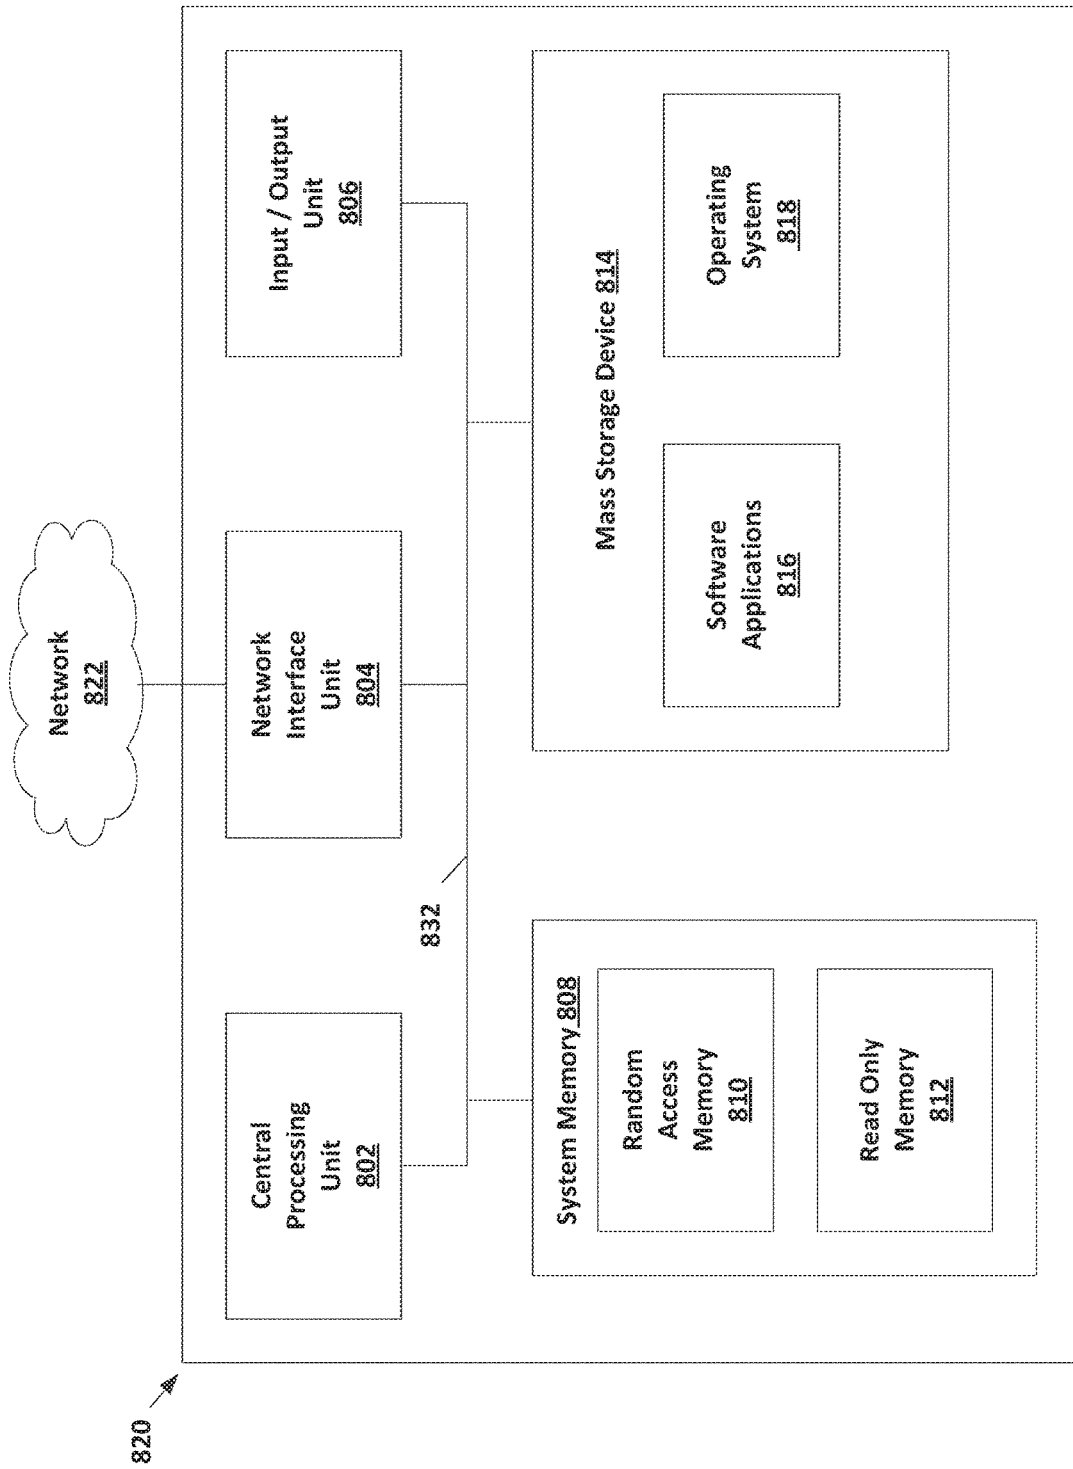 820
Network
822
Central
Processing
Unit
802
Network
Interface
Unit
804
Input / Output
Unit
806
832
System Memory 808
Random
Access
Memory
810
Read Only
Memory
812
Mass Storage Device 814
Software
Applications
816
Operating
System
818